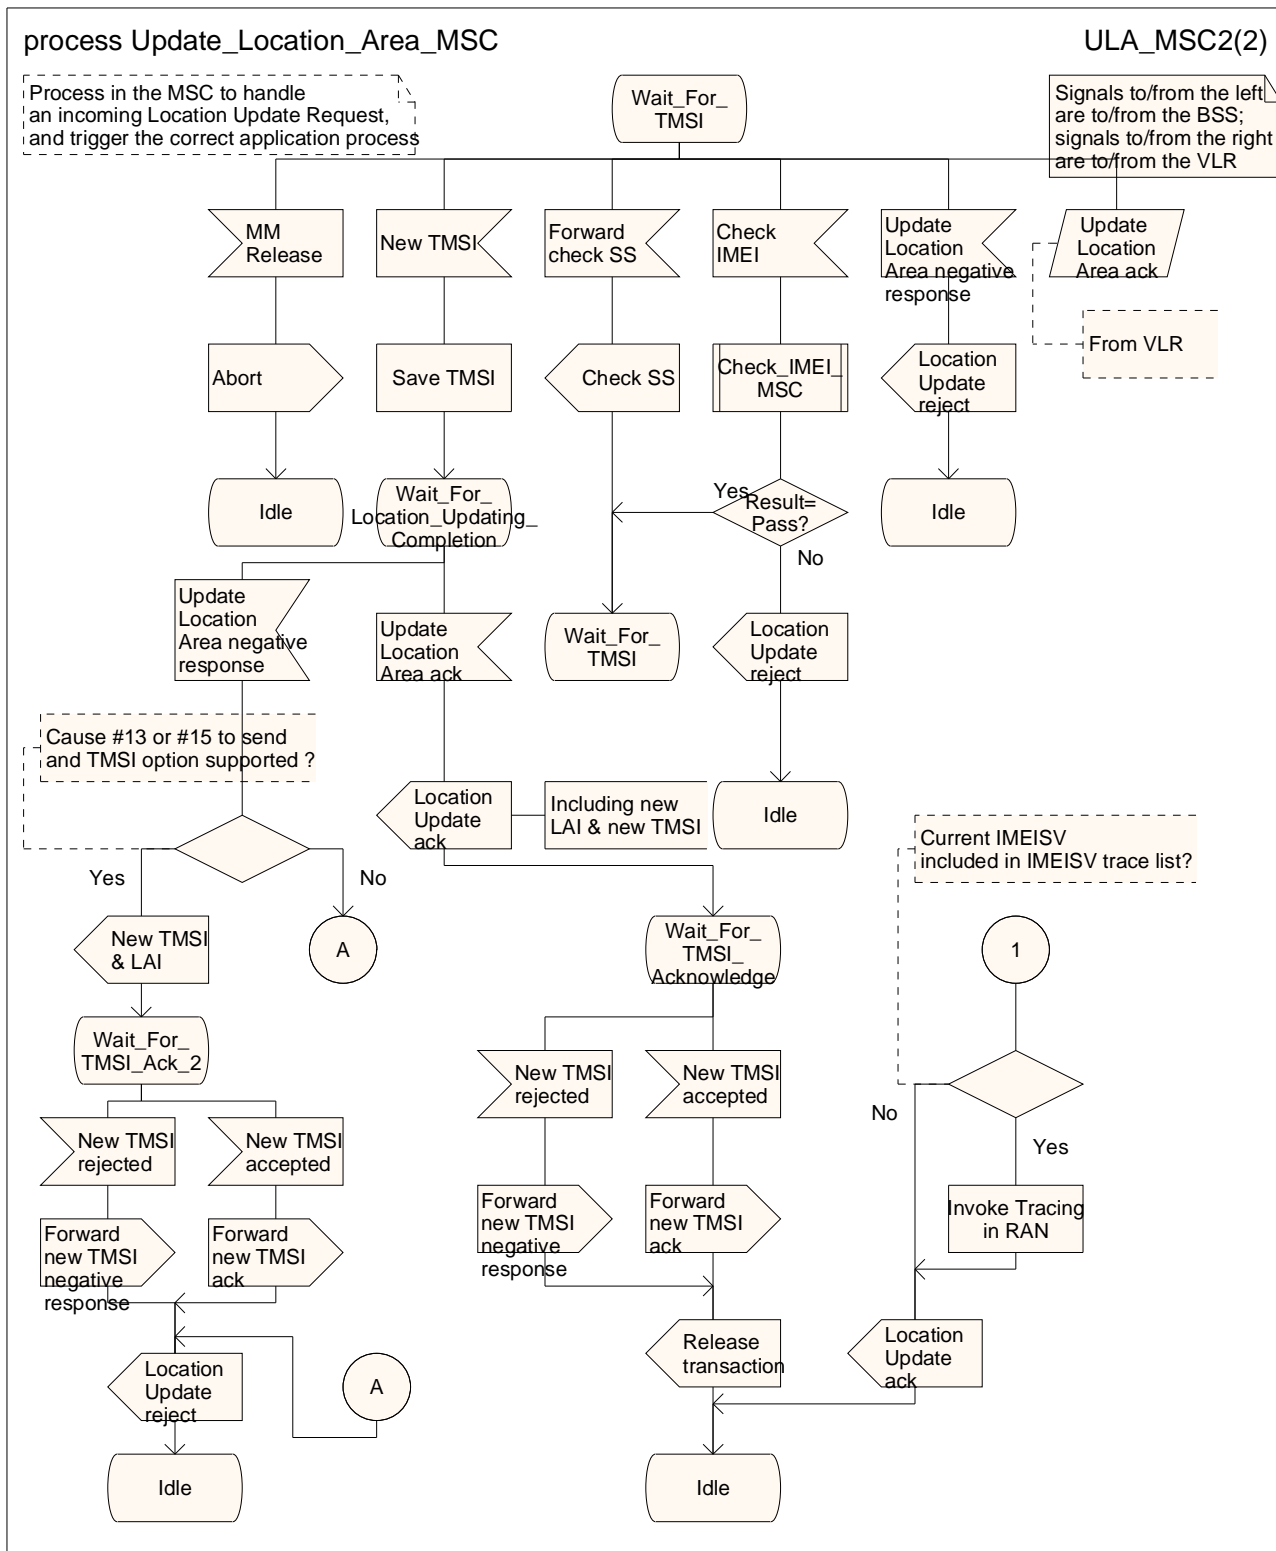 process Update_Location_Area_MSC
ULA_MSC2(2)
Process in the MSC to handle
an incoming Location Update Request,
and trigger the correct application process
Wait_For_
TMSI
Signals to/from the left
are to/from the BSS;
signals to/from the right
are to/from the VLR
MM
Release
New TMSI
Forward
check SS
Check
IMEI
Update
Location
Area negative
response
Update
Location
Area ack
From VLR
Abort
Save TMSI
Check SS
Check_IMEI_
MSC
Location
Update
reject
Idle
Wait_For_
Location_Updating_
Completion
Yes
Result=
Pass?
No
Idle
Update
Location
Area negative
response
Update
Location
Area ack
Wait_For_
TMSI
Location
Update
reject
Cause #13 or #15 to send
and TMSI option supported ?
Location
Update
ack
Including new
LAI & new TMSI
Idle
Current IMEISV
included in IMEISV trace list?
Yes
No
New TMSI
& LAI
A
Wait_For_
TMSI_
Acknowledge
1
Wait_For_
TMSI_Ack_2
New TMSI
rejected
New TMSI
accepted
No
Yes
New TMSI
rejected
New TMSI
accepted
Forward
new TMSI
negative
response
Forward
new TMSI
ack
Invoke Tracing
in RAN
Forward
new TMSI
negative
response
Forward
new TMSI
ack
Release
transaction
Location
Update
ack
Location
Update
reject
A
Idle
Idle